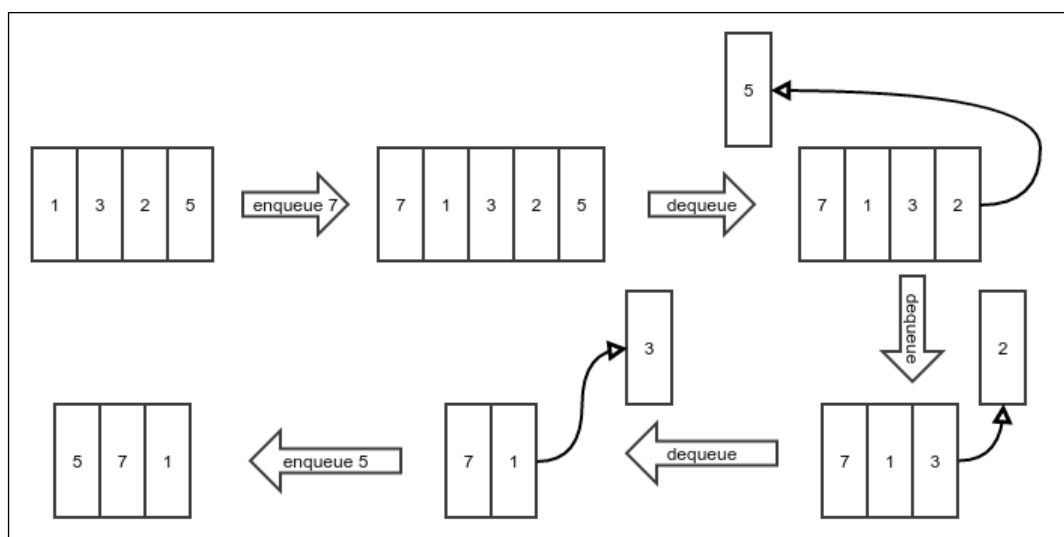 5
1 3 2 5
enqueue 7
7 1 3 2 5
dequeue
7 1 3 2
dequeue
2
7 1 3
dequeue
3
7 1
enqueue 5
5 7 1